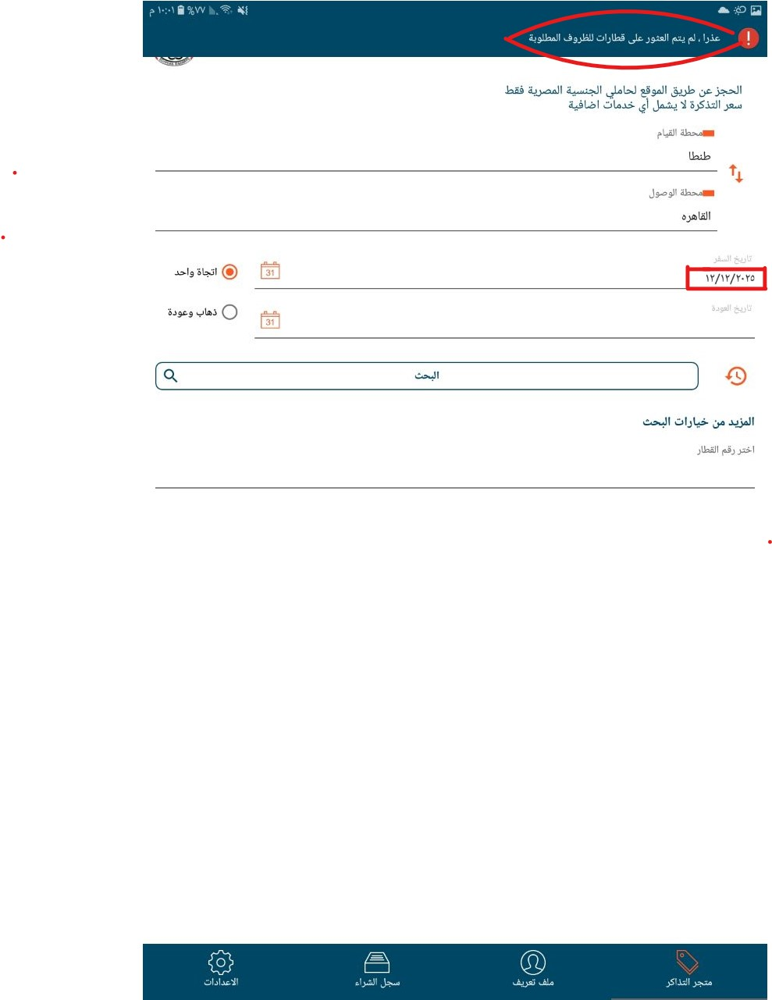 ١٠:٠١ م ٧٧%
عذرا ، لم يتم العثور على قطارات للظروف المطلوبة
الحجز عن طريق الموقع لحاملي الجنسية المصرية فقط
سعر التذكرة لا يشمل أي خدمات اضافية
محطة القيام
طنطا
محطة الوصول
القاهره
تاريخ السفر
١٢/١٢/٢٠٢٥
31
اتجاة واحد
تاريخ العودة
31
ذهاب وعودة
البحث
المزيد من خيارات البحث
اختر رقم القطار
متجر التذاكر
ملف تعريف
سجل الشراء
الاعدادات